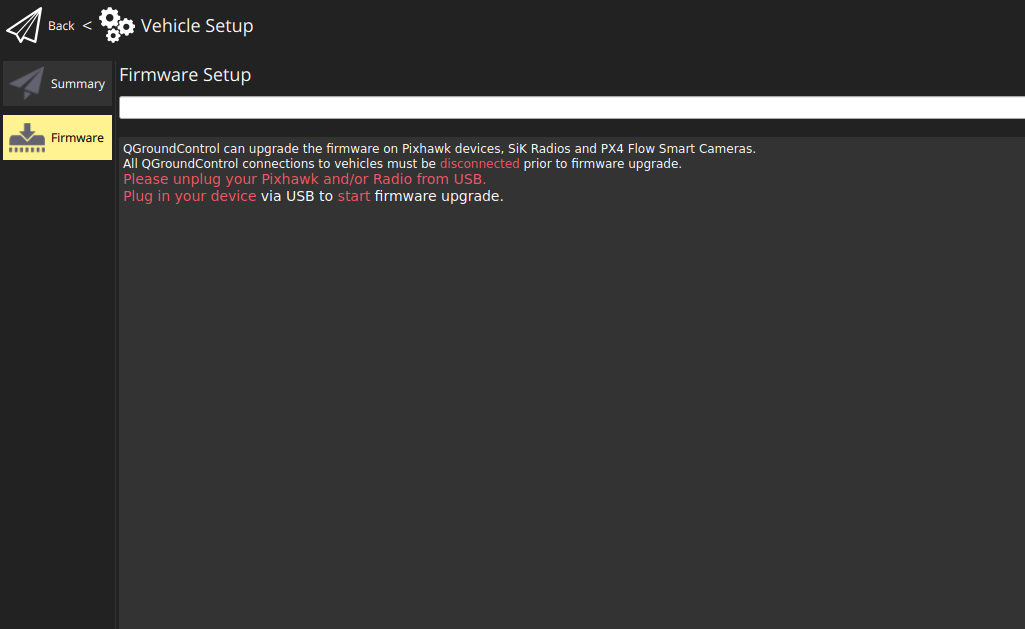 Back < Vehicle Setup
Summary
Firmware
Firmware Setup
QGroundControl can upgrade the firmware on Pixhawk devices, SiK Radios and PX4 Flow Smart Cameras.
All QGroundControl connections to vehicles must be disconnected prior to firmware upgrade.
Please unplug your Pixhawk and/or Radio from USB.
Plug in your device via USB to start firmware upgrade.